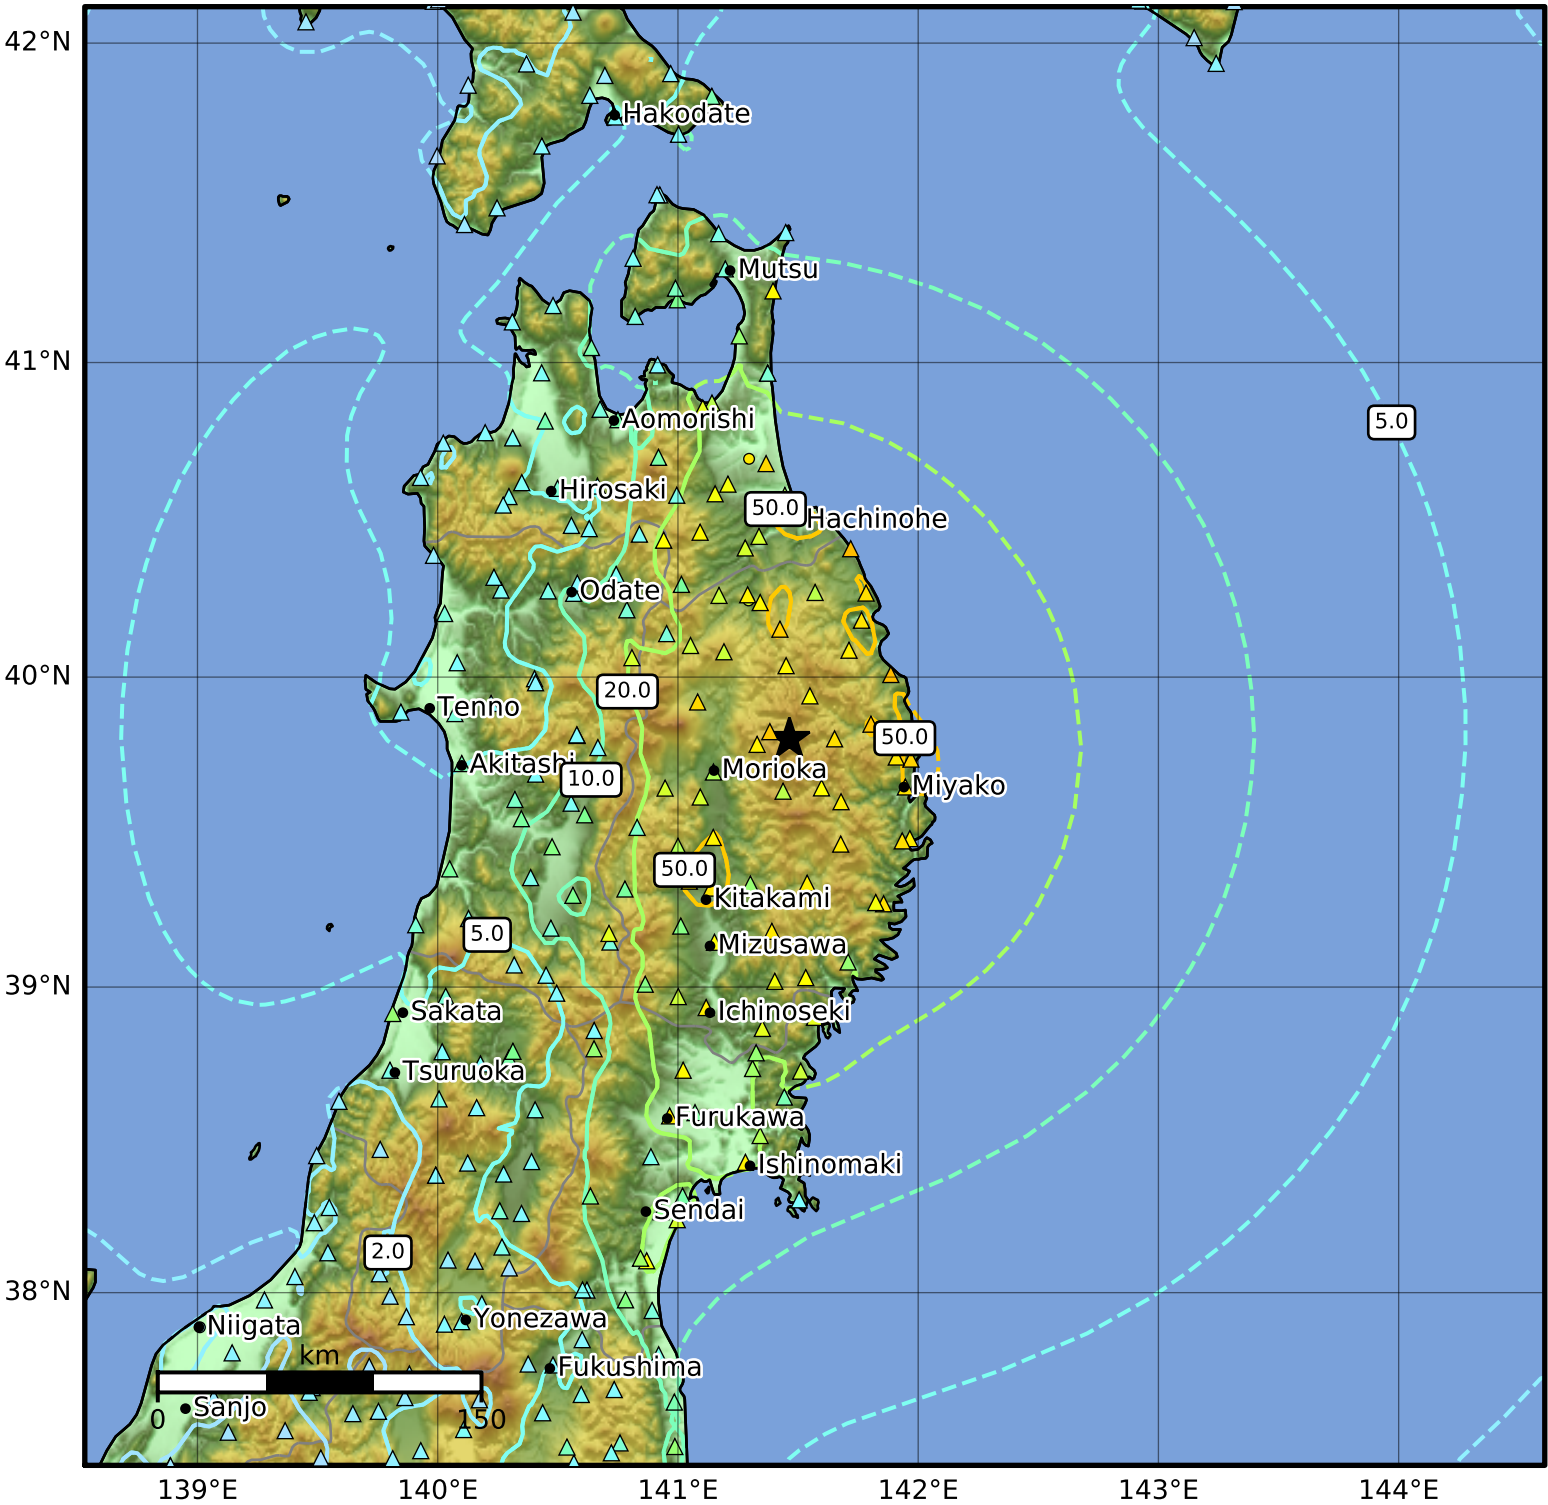 42°N
Hakodate
Mutsu
41°N
Aomorishi
5.0
Hirosaki
50.0
Hachinohe
Odate
40°N
20.0
Tenno
50.0
Akitashi
Morioka
10.0
Miyako
50.0
Kitakami
5.0
Mizusawa
39°N
Sakata
Ichinoseki
Tsuruoka
Furukawa
Ishinomaki
Sendai
2.0
38°N
Yonezawa
Niigata
km
Fukushima
Sanjo
0
150
139°E
140°E
141°E
142°E
143°E
144°E